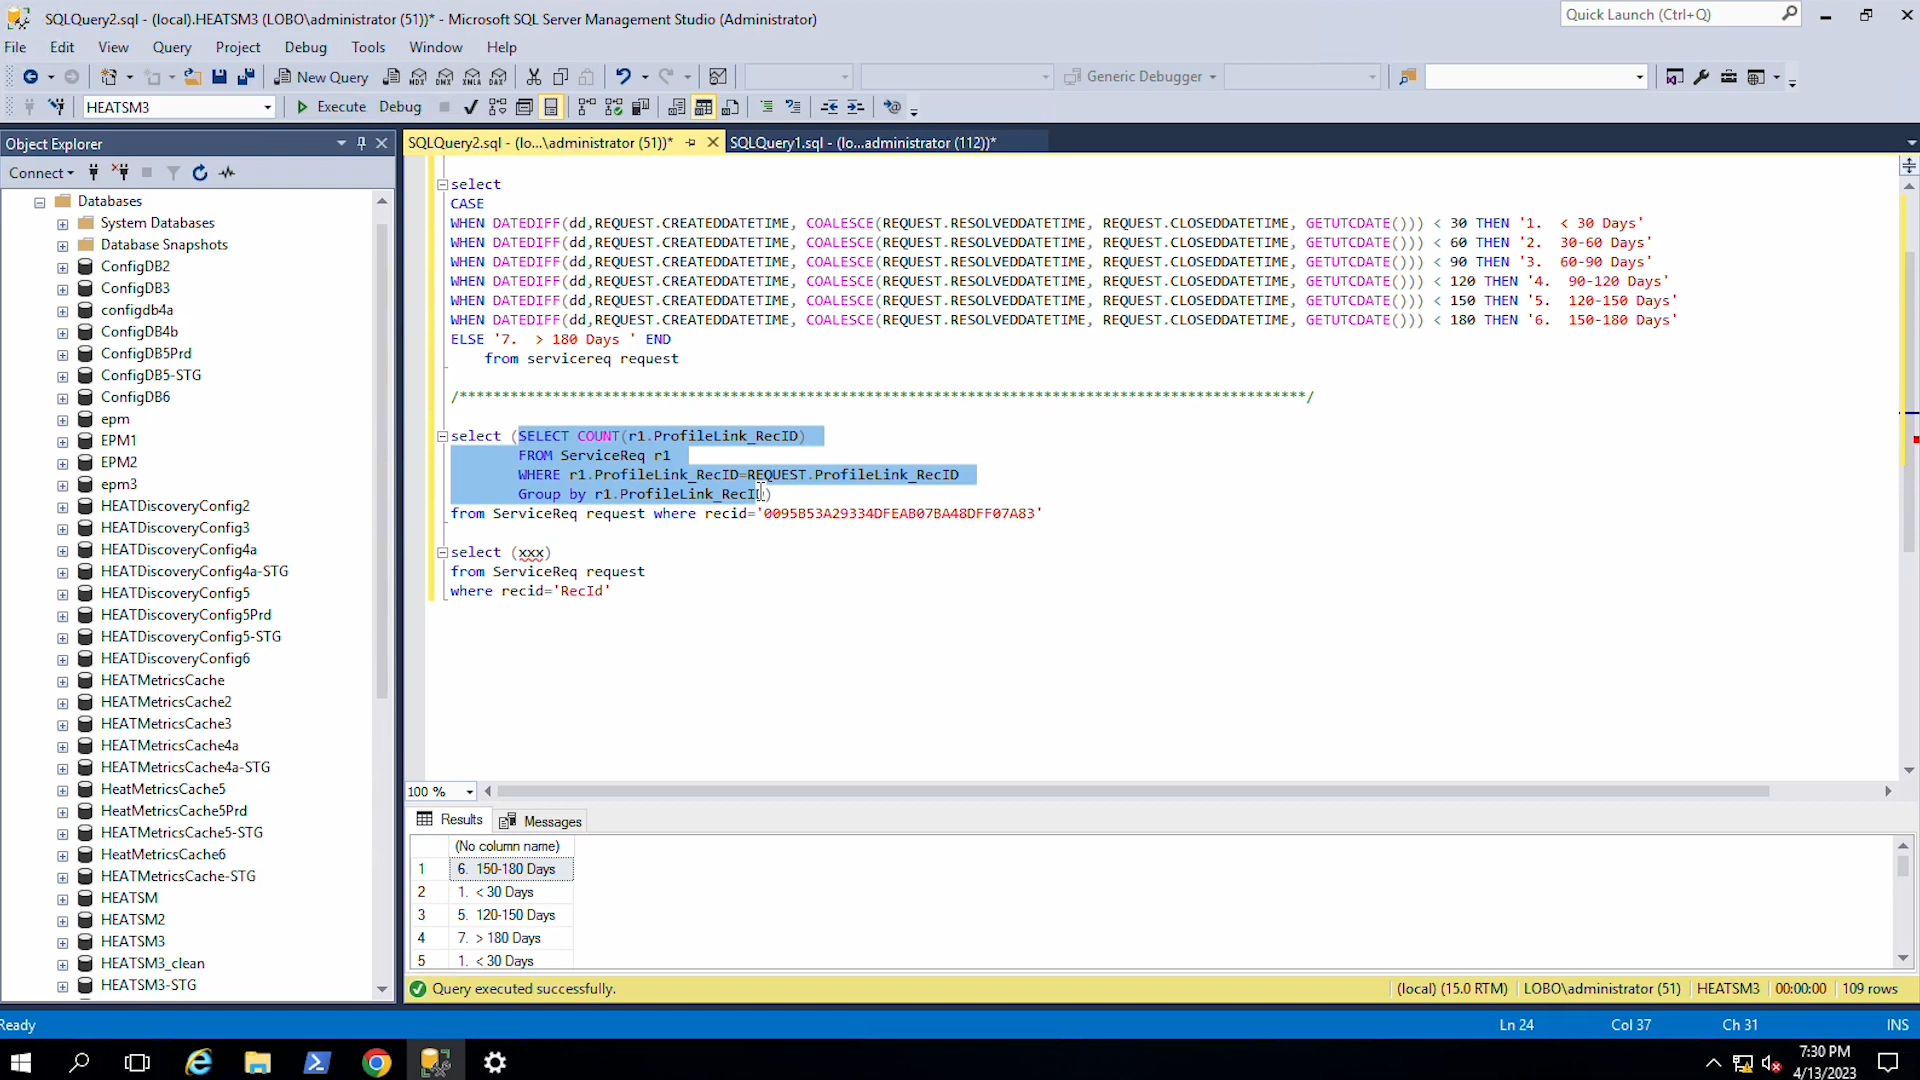 SQLQuery2.sql - (local).HEATSM3 (LOBO\administrator (51))* - Microsoft SQL Server Management Studio (Administrator)
Quick Launch (Ctrl+Q)
File Edit View Query Project Debug Tools Window Help
New Query
MDX DMX XMLA DAX
Generic Debugger
HEATSM3
Execute Debug
Object Explorer
SQLQuery2.sql - (lo...\administrator (51))*
SQLQuery1.sql - (lo...administrator (112))*
Connect
Databases
System Databases
Database Snapshots
ConfigDB2
ConfigDB3
configdb4a
ConfigDB4b
ConfigDB5Prd
ConfigDB5-STG
ConfigDB6
epm
EPM1
EPM2
epm3
HEATDiscoveryConfig2
HEATDiscoveryConfig3
HEATDiscoveryConfig4a
HEATDiscoveryConfig4a-STG
HEATDiscoveryConfig5
HEATDiscoveryConfig5Prd
HEATDiscoveryConfig5-STG
HEATDiscoveryConfig6
HEATMetricsCache
HEATMetricsCache2
HEATMetricsCache3
HEATMetricsCache4a
HEATMetricsCache4a-STG
HeatMetricsCache5
HeatMetricsCache5Prd
HEATMetricsCache5-STG
HeatMetricsCache6
HEATMetricsCache-STG
HEATSM
HEATSM2
HEATSM3
HEATSM3_clean
HEATSM3-STG
select
CASE
WHEN DATEDIFF(dd,REQUEST.CREATEDDATETIME, COALESCE(REQUEST.RESOLVEDDATETIME, REQUEST.CLOSEDDATETIME, GETUTCDATE())) < 30 THEN '1.  < 30 Days'
WHEN DATEDIFF(dd,REQUEST.CREATEDDATETIME, COALESCE(REQUEST.RESOLVEDDATETIME, REQUEST.CLOSEDDATETIME, GETUTCDATE())) < 60 THEN '2.  30-60 Days'
WHEN DATEDIFF(dd,REQUEST.CREATEDDATETIME, COALESCE(REQUEST.RESOLVEDDATETIME, REQUEST.CLOSEDDATETIME, GETUTCDATE())) < 90 THEN '3.  60-90 Days'
WHEN DATEDIFF(dd,REQUEST.CREATEDDATETIME, COALESCE(REQUEST.RESOLVEDDATETIME, REQUEST.CLOSEDDATETIME, GETUTCDATE())) < 120 THEN '4.  90-120 Days'
WHEN DATEDIFF(dd,REQUEST.CREATEDDATETIME, COALESCE(REQUEST.RESOLVEDDATETIME, REQUEST.CLOSEDDATETIME, GETUTCDATE())) < 150 THEN '5.  120-150 Days'
WHEN DATEDIFF(dd,REQUEST.CREATEDDATETIME, COALESCE(REQUEST.RESOLVEDDATETIME, REQUEST.CLOSEDDATETIME, GETUTCDATE())) < 180 THEN '6.  150-180 Days'
ELSE '7.  > 180 Days ' END
from servicereq request
/****************************************************************************************************/
select (SELECT COUNT(r1.ProfileLink_RecID)
FROM ServiceReq r1
WHERE r1.ProfileLink_RecID=REQUEST.ProfileLink_RecID
Group by r1.ProfileLink_RecID)
from ServiceReq request where recid='0095B53A29334DFEAB07BA48DFF07A83'
select (xxx)
from ServiceReq request
where recid='RecId'
100 %
Results Messages
(No column name)
1 6. 150-180 Days
2 1. < 30 Days
3 5. 120-150 Days
4 7. > 180 Days
5 1. < 30 Days
Query executed successfully.
(local) (15.0 RTM) LOBO\administrator (51) HEATSM3 00:00:00 109 rows
Ready
Ln 24 Col 37 Ch 31 INS
7:30 PM
4/13/2023